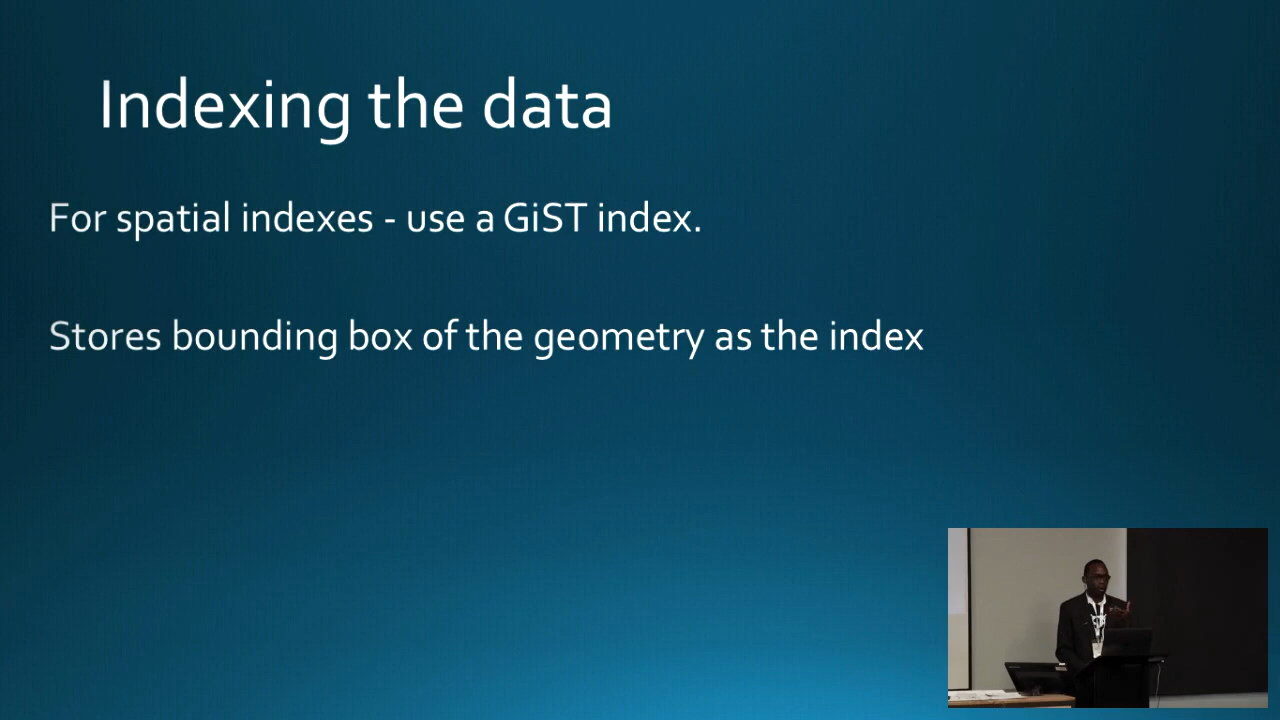 Indexing the data
For spatial indexes - use a GiST index.
Stores bounding box of the geometry as the index